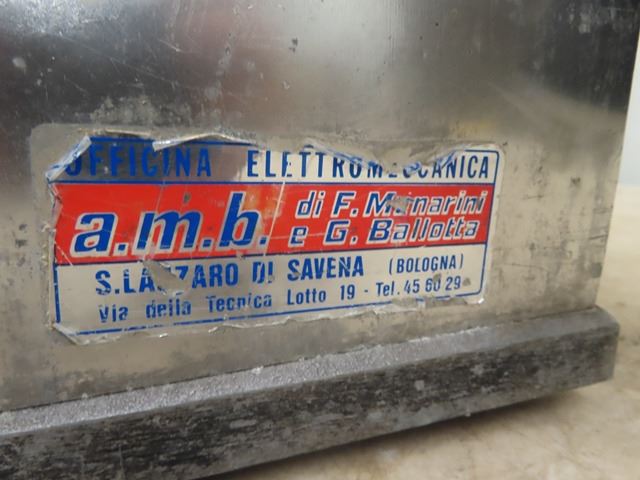 OFFICINA ELETTROMECCANICA
a.m.b. di F. Manarini
e G. Ballotta
S. LAZZARO DI SAVENA (BOLOGNA)
Via della Tecnica Lotto 19 - Tel. 45 60 29